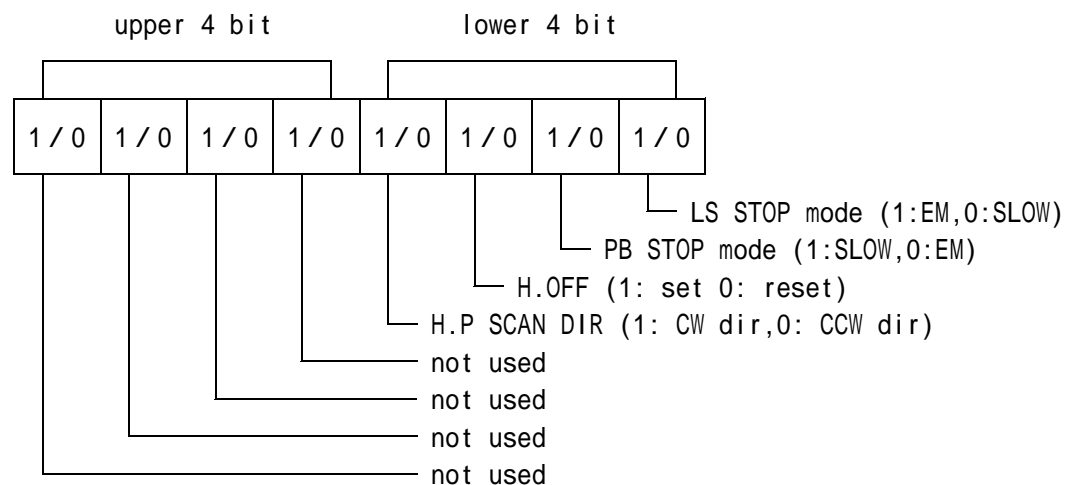 upper 4 bit lower 4 bit
1/0 1/0 1/0 1/0 1/0 1/0 1/0 1/0
LS STOP mode (1:EM,0:SLOW)
PB STOP mode (1:SLOW,0:EM)
H.OFF (1: set 0: reset)
H.P SCAN DIR (1: CW dir,0: CCW dir)
not used
not used
not used
not used